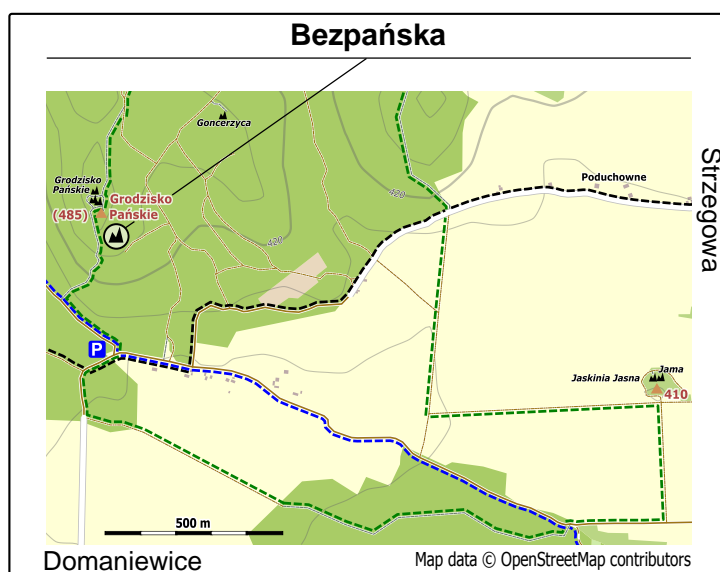 Bezpańska
Goncerzyca
Grodzisko
Pańskie
Grodzisko
(485) Pańskie
420
420
Poduchowne
Strzegowa
P
Jama
Jaskinia Jasna
410
500 m
Domaniewice
Map data © OpenStreetMap contributors